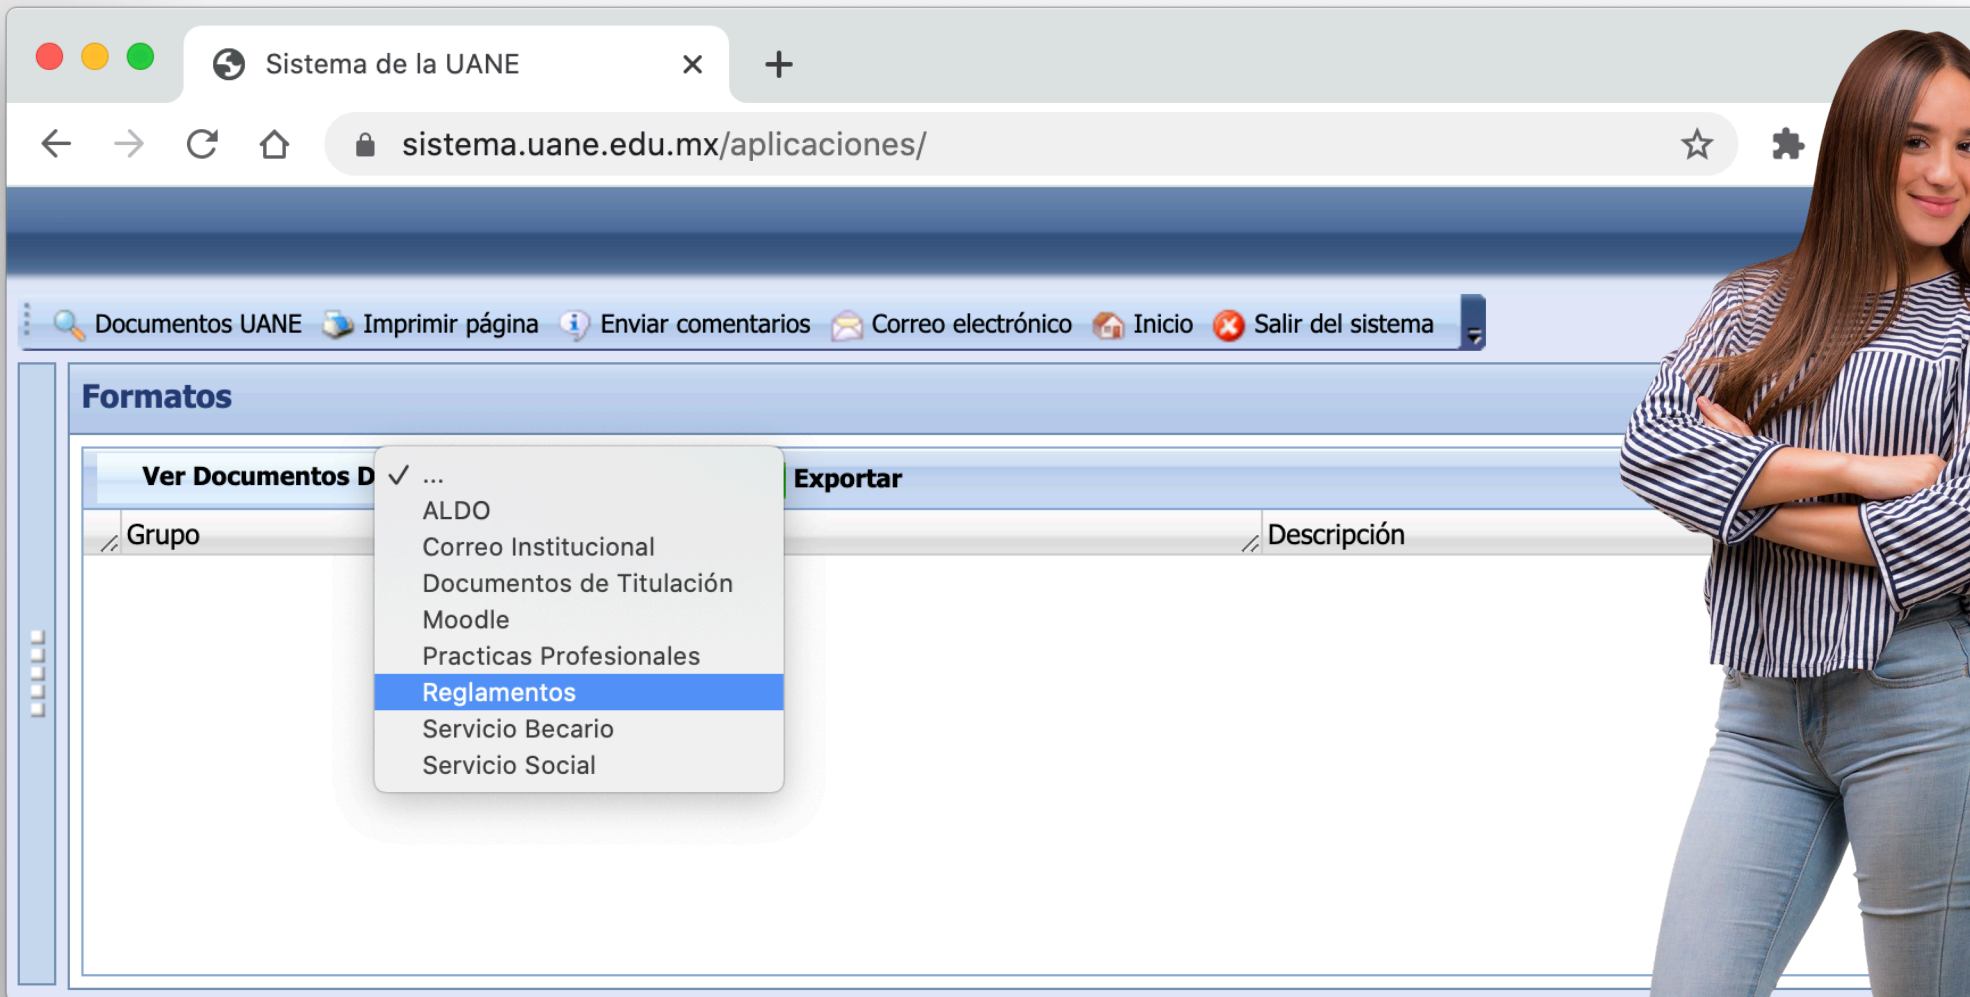 Sistema de la UANE
sistema.uane.edu.mx/aplicaciones/
Documentos UANE Imprimir página Enviar comentarios Correo electrónico Inicio Salir del sistema
Formatos
Ver Documentos D
...
Exportar
Grupo
Descripción
ALDO
Correo Institucional
Documentos de Titulación
Moodle
Practicas Profesionales
Reglamentos
Servicio Becario
Servicio Social